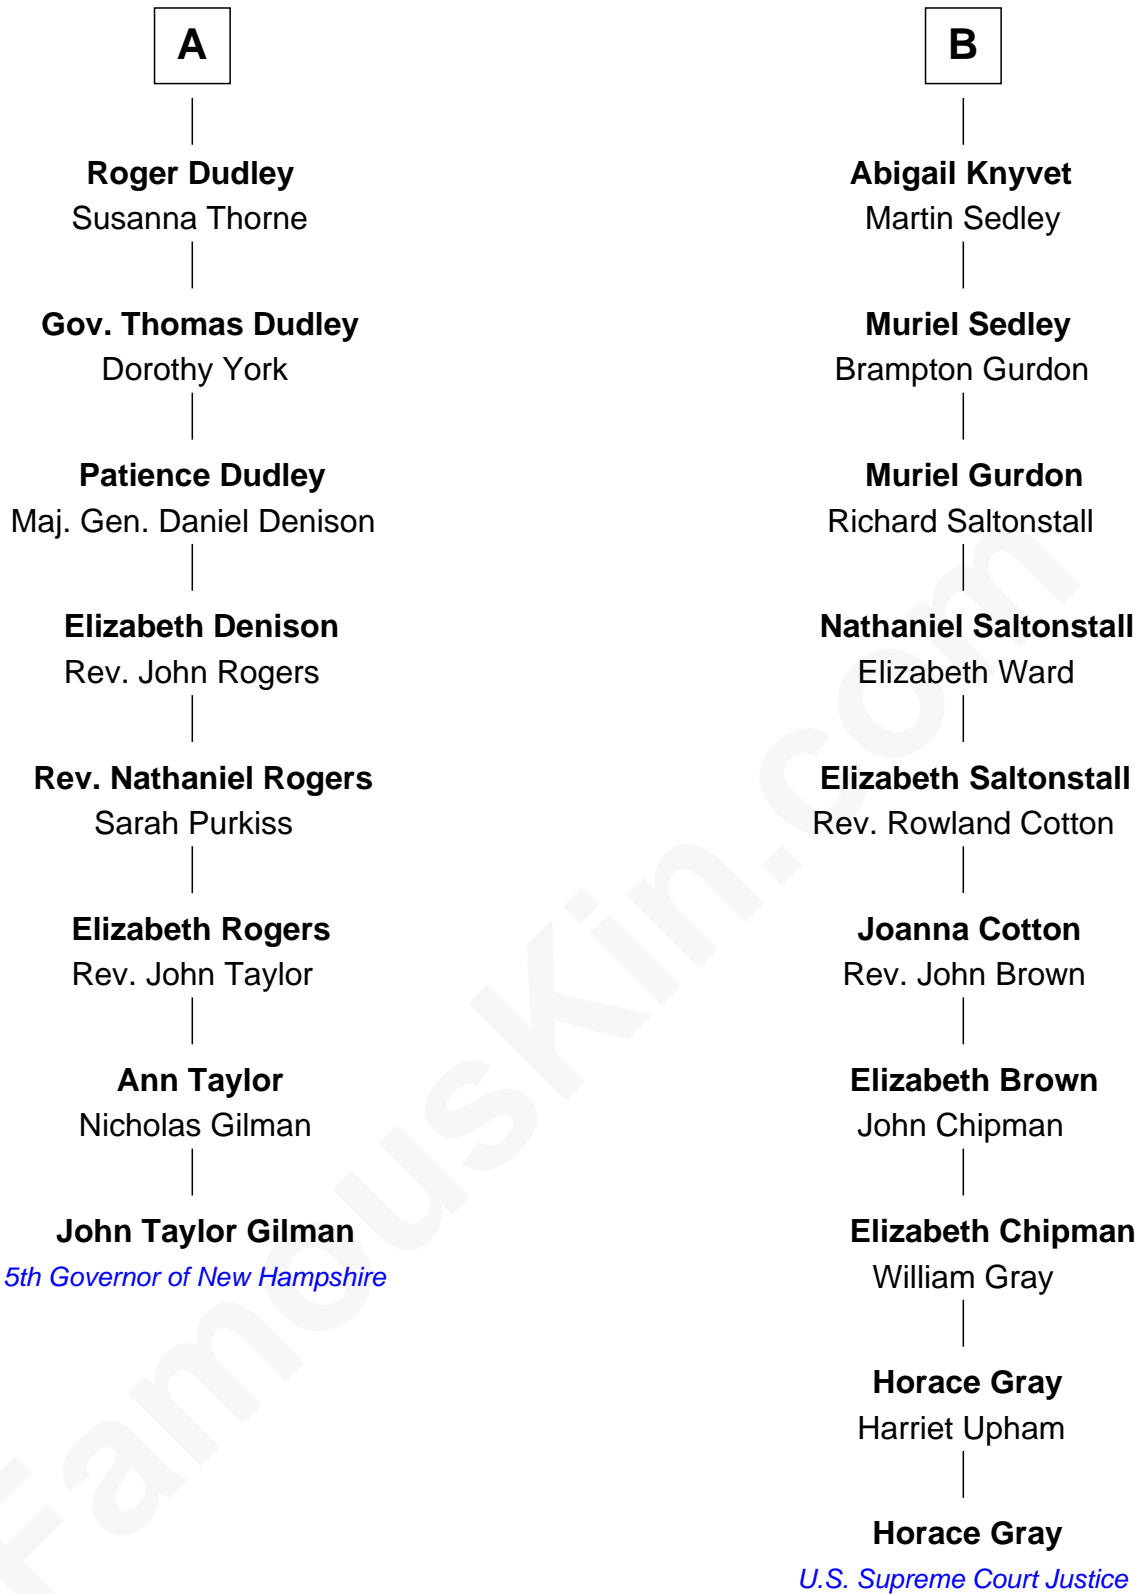 A
Roger Dudley
Susanna Thorne
Gov. Thomas Dudley
Dorothy York
Patience Dudley
Maj. Gen. Daniel Denison
Elizabeth Denison
Rev. John Rogers
Rev. Nathaniel Rogers
Sarah Purkiss
Elizabeth Rogers
Rev. John Taylor
Ann Taylor
Nicholas Gilman
John Taylor Gilman
5th Governor of New Hampshire
B
Abigail Knyvet
Martin Sedley
Muriel Sedley
Brampton Gurdon
Muriel Gurdon
Richard Saltonstall
Nathaniel Saltonstall
Elizabeth Ward
Elizabeth Saltonstall
Rev. Rowland Cotton
Joanna Cotton
Rev. John Brown
Elizabeth Brown
John Chipman
Elizabeth Chipman
William Gray
Horace Gray
Harriet Upham
Horace Gray
U.S. Supreme Court Justice
FamousKin.com